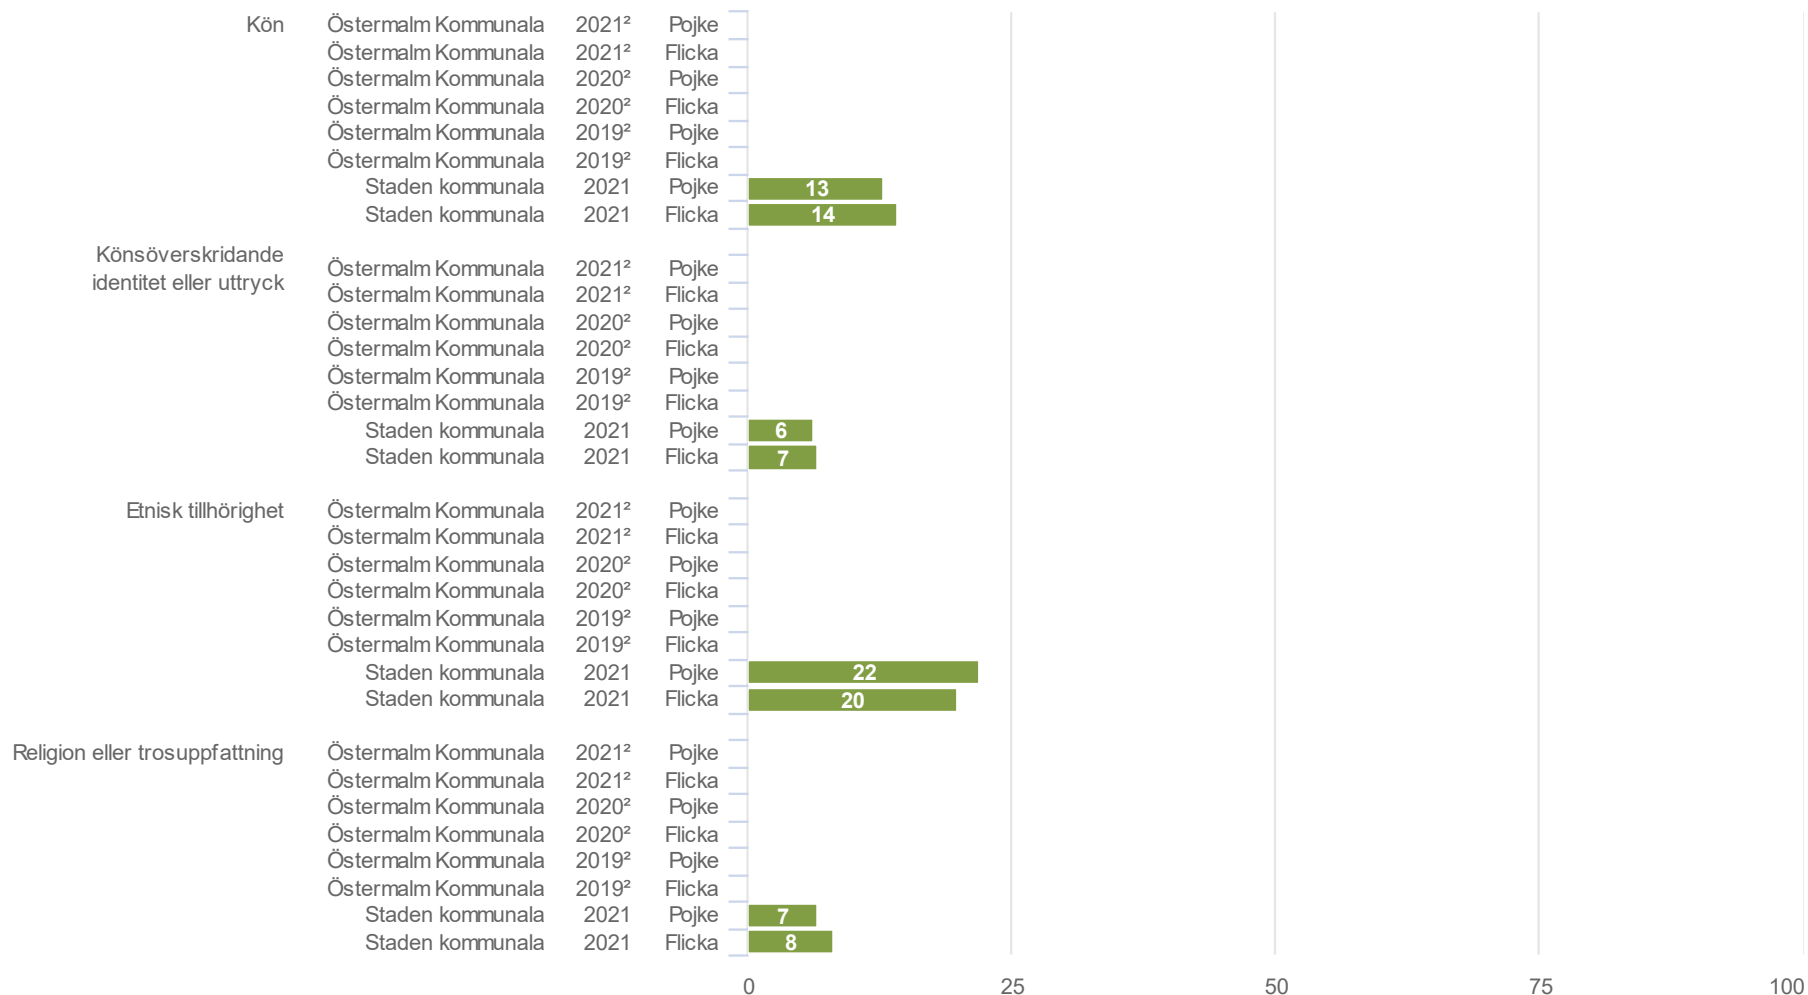 Kön Östermalm Kommunala 2021² Pojke
Östermalm Kommunala 2021² Flicka
Östermalm Kommunala 2020² Pojke
Östermalm Kommunala 2020² Flicka
Östermalm Kommunala 2019² Pojke
Östermalm Kommunala 2019² Flicka
Staden kommunala 2021 Pojke 13
Staden kommunala 2021 Flicka 14
Könsöverskridande
identitet eller uttryck
Östermalm Kommunala 2021² Pojke
Östermalm Kommunala 2021² Flicka
Östermalm Kommunala 2020² Pojke
Östermalm Kommunala 2020² Flicka
Östermalm Kommunala 2019² Pojke
Östermalm Kommunala 2019² Flicka
Staden kommunala 2021 Pojke 6
Staden kommunala 2021 Flicka 7
Etnisk tillhörighet Östermalm Kommunala 2021² Pojke
Östermalm Kommunala 2021² Flicka
Östermalm Kommunala 2020² Pojke
Östermalm Kommunala 2020² Flicka
Östermalm Kommunala 2019² Pojke
Östermalm Kommunala 2019² Flicka
Staden kommunala 2021 Pojke 22
Staden kommunala 2021 Flicka 20
Religion eller trosuppfattning Östermalm Kommunala 2021² Pojke
Östermalm Kommunala 2021² Flicka
Östermalm Kommunala 2020² Pojke
Östermalm Kommunala 2020² Flicka
Östermalm Kommunala 2019² Pojke
Östermalm Kommunala 2019² Flicka
Staden kommunala 2021 Pojke 7
Staden kommunala 2021 Flicka 8
0 25 50 75 100